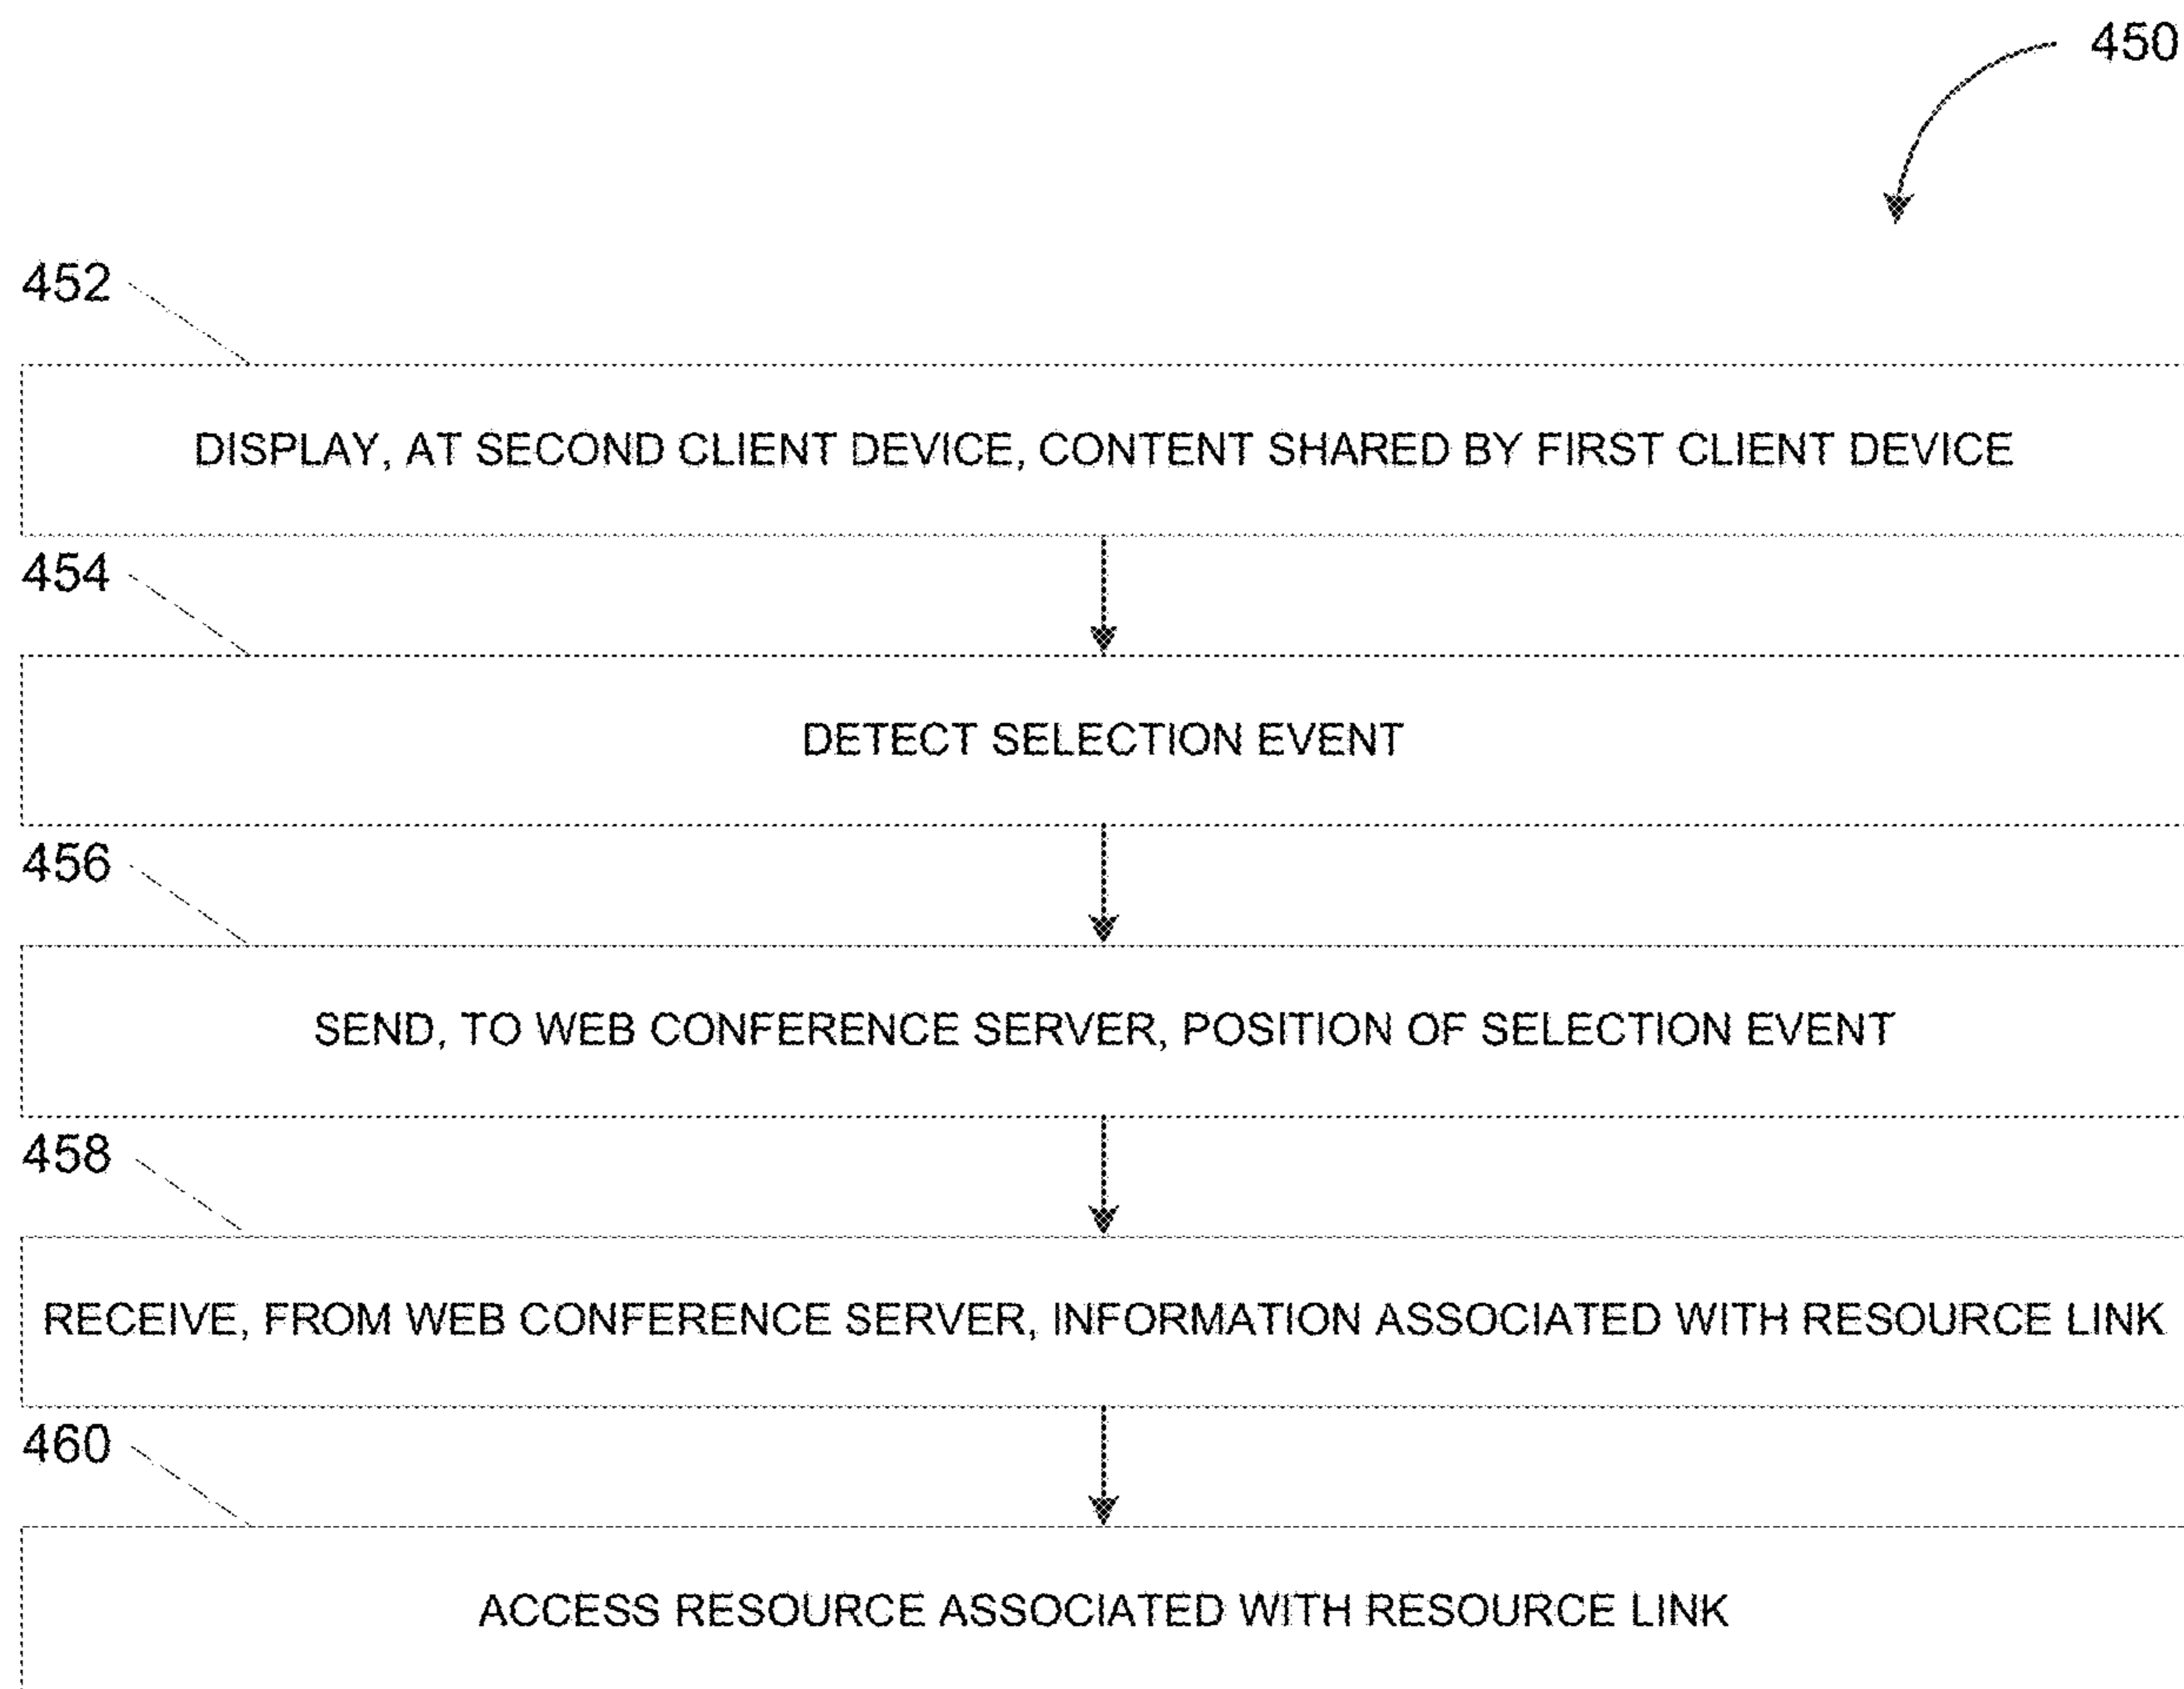 450
452
DISPLAY, AT SECOND CLIENT DEVICE, CONTENT SHARED BY FIRST CLIENT DEVICE
454
DETECT SELECTION EVENT
456
SEND, TO WEB CONFERENCE SERVER, POSITION OF SELECTION EVENT
458
RECEIVE, FROM WEB CONFERENCE SERVER, INFORMATION ASSOCIATED WITH RESOURCE LINK
460
ACCESS RESOURCE ASSOCIATED WITH RESOURCE LINK